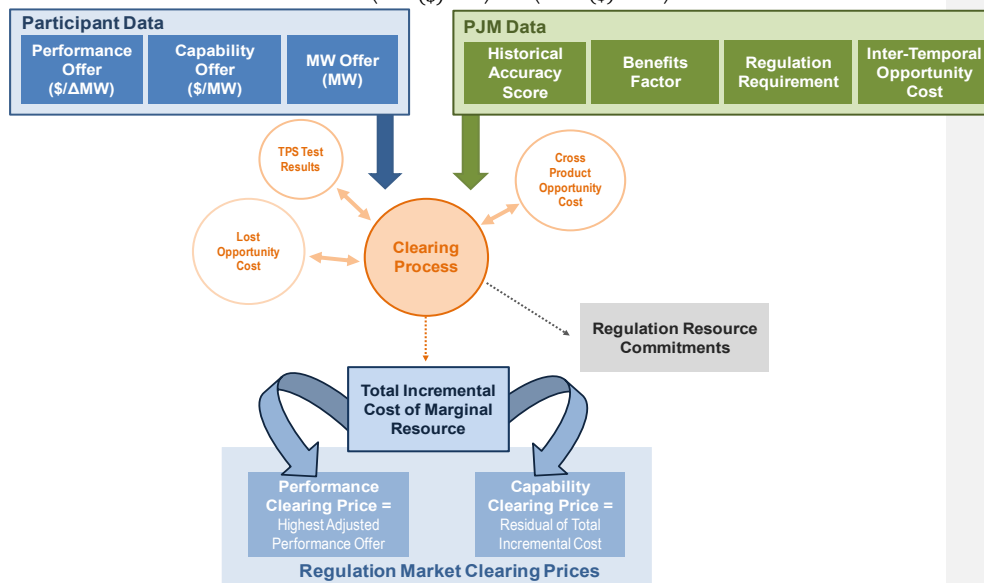 Participant Data
Performance
Offer
($/ΔMW)
Capability
Offer
($/MW)
MW Offer
(MW)
PJM Data
Historical
Accuracy
Score
Benefits
Factor
Regulation
Requirement
Inter-Temporal
Opportunity
Cost
TPS Test
Results
Cross
Product
Opportunity
Cost
Lost
Opportunity
Cost
Clearing
Process
Regulation Resource
Commitments
Total Incremental
Cost of Marginal
Resource
Performance
Clearing Price =
Highest Adjusted
Performance Offer
Capability
Clearing Price =
Residual of Total
Incremental Cost
Regulation Market Clearing Prices